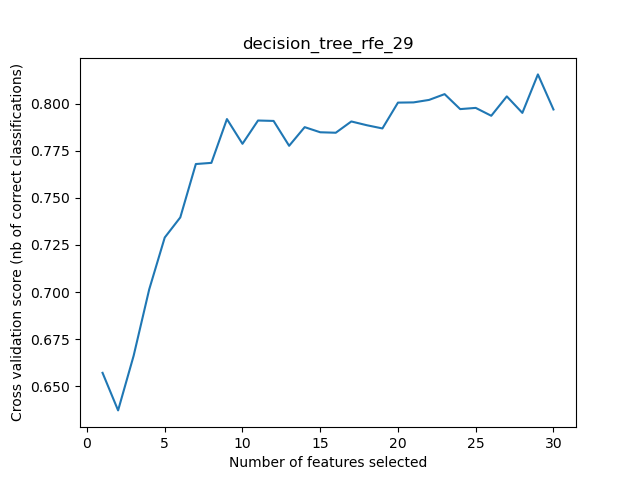 decision_tree_rfe_29
Cross validation score (nb of correct classifications)
0.800
0.775
0.750
0.725
0.700
0.675
0.650
0 5 10 15 20 25 30
Number of features selected